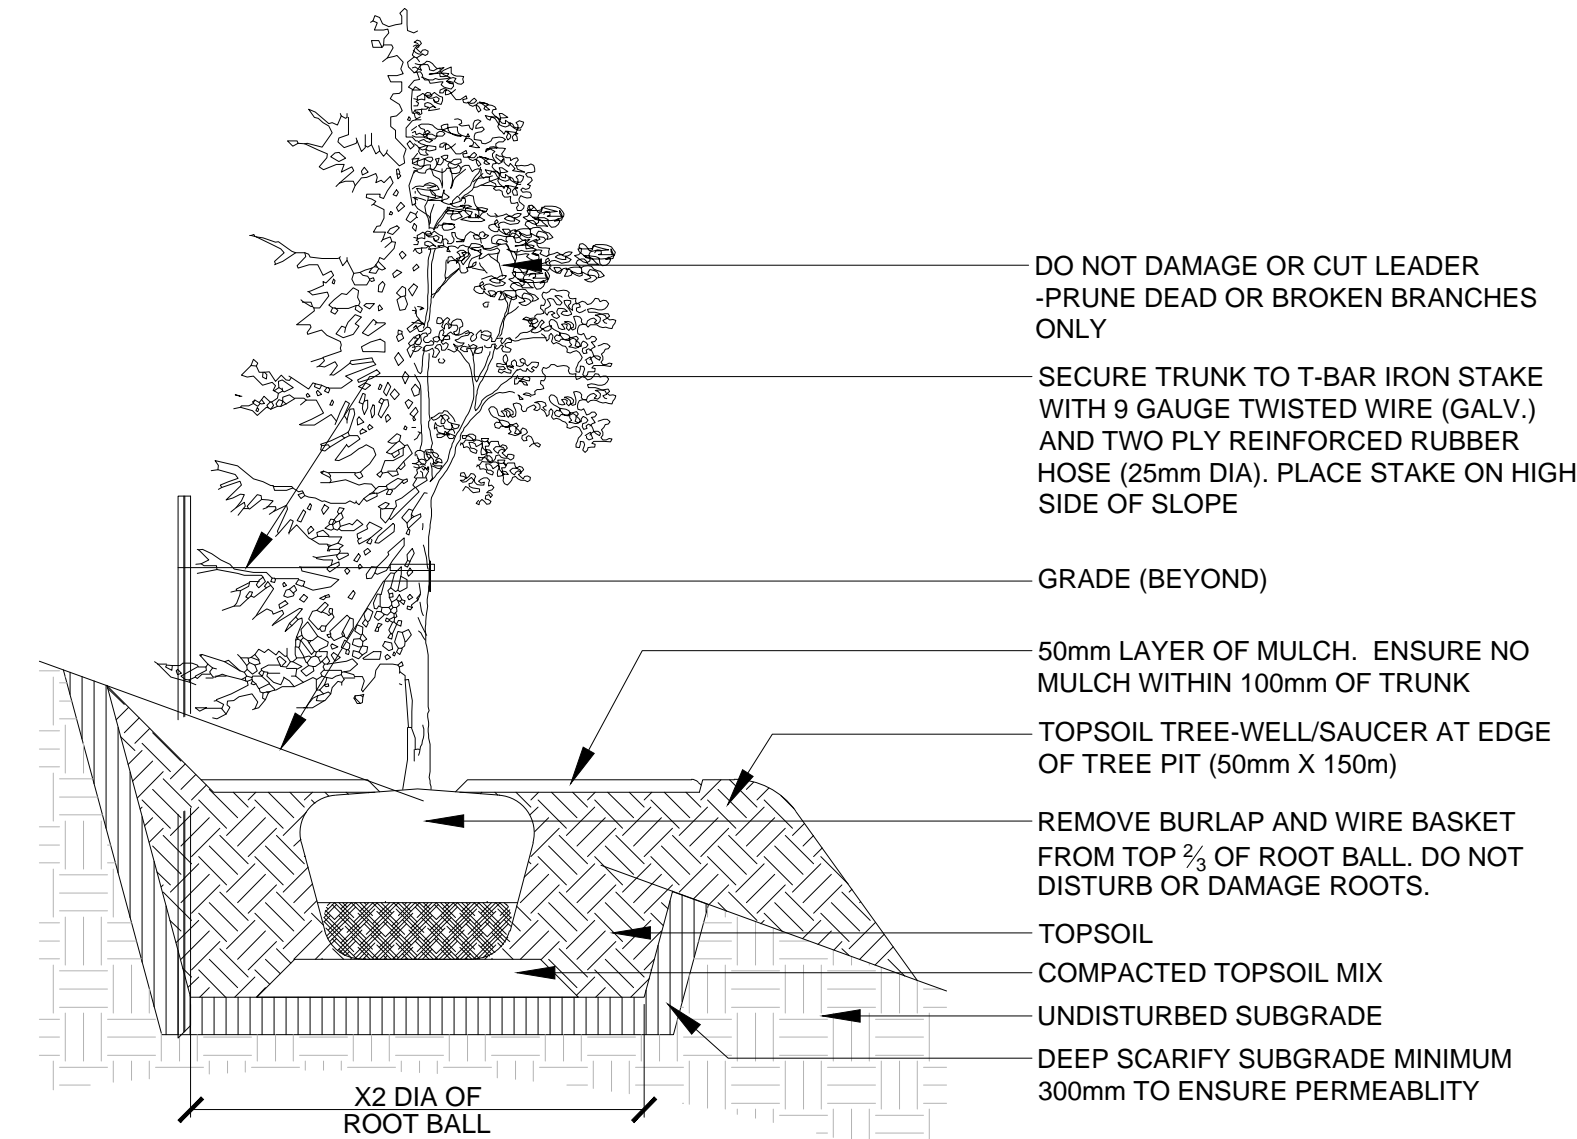 DO NOT DAMAGE OR CUT LEADER
-PRUNE DEAD OR BROKEN BRANCHES
ONLY
SECURE TRUNK TO T-BAR IRON STAKE
WITH 9 GAUGE TWISTED WIRE (GALV.)
AND TWO PLY REINFORCED RUBBER
HOSE (25mm DIA). PLACE STAKE ON HIGH
SIDE OF SLOPE
GRADE (BEYOND)
50mm LAYER OF MULCH.  ENSURE NO
MULCH WITHIN 100mm OF TRUNK
TOPSOIL TREE-WELL/SAUCER AT EDGE
OF TREE PIT (50mm X 150m)
REMOVE BURLAP AND WIRE BASKET
FROM TOP 2/3 OF ROOT BALL. DO NOT
DISTURB OR DAMAGE ROOTS.
TOPSOIL
COMPACTED TOPSOIL MIX
UNDISTURBED SUBGRADE
DEEP SCARIFY SUBGRADE MINIMUM
300mm TO ENSURE PERMEABLITY
X2 DIA OF
ROOT BALL